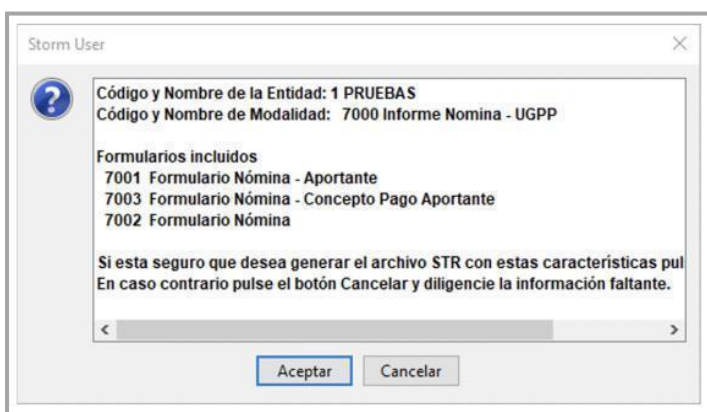 Storm User
Código y Nombre de la Entidad: 1 PRUEBAS
Código y Nombre de Modalidad: 7000 Informe Nomina - UGPP
Formularios incluidos
7001 Formulario Nómina - Aportante
7003 Formulario Nómina - Concepto Pago Aportante
7002 Formulario Nómina
Si esta seguro que desea generar el archivo STR con estas características pul
En caso contrario pulse el botón Cancelar y diligencie la información faltante.
Aceptar Cancelar